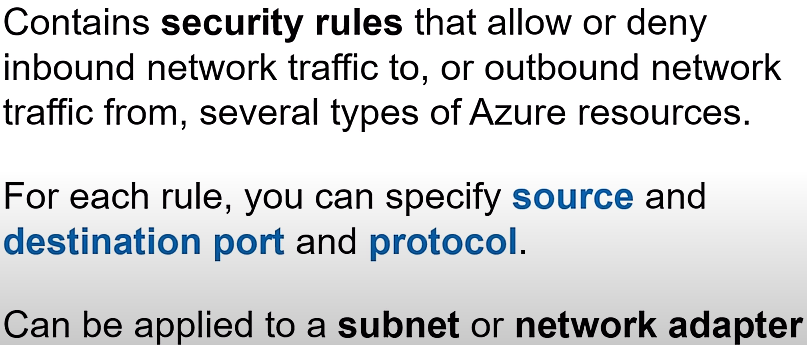 Contains security rules that allow or deny
inbound network traffic to, or outbound network
traffic from, several types of Azure resources.
For each rule, you can specify source and
destination port and protocol.
Can be applied to a subnet or network adapter